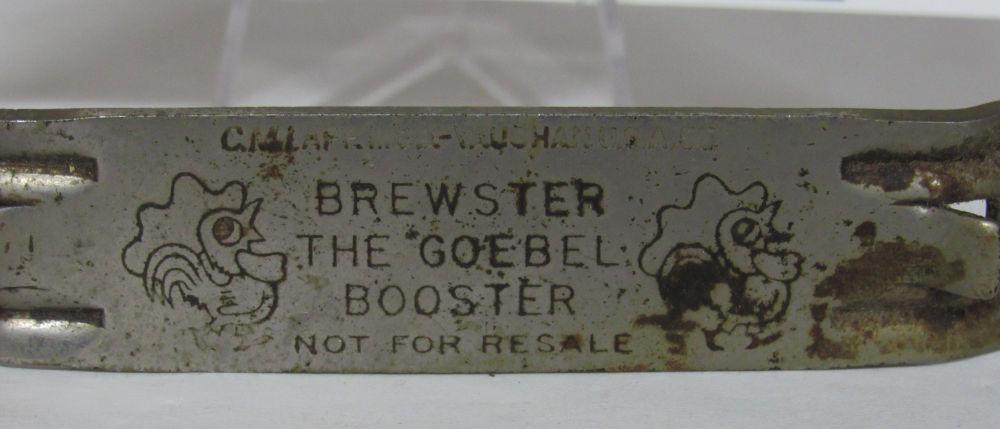 BREWSTER
THE GOEBEL
BOOSTER
NOT FOR RESALE